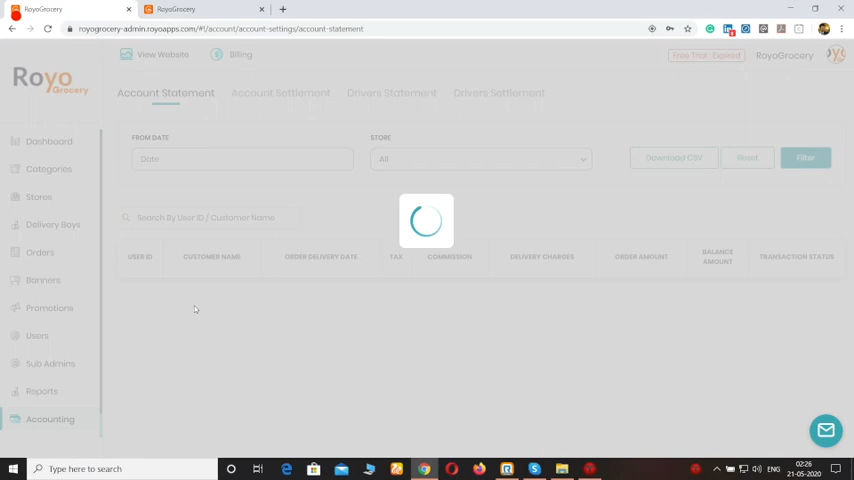 RoyoGrocery
RoyoGrocery
royogrocery-admin.royoapps.com/#!/account/account-settings/account-statement
View Website
Billing
Free Trial : Expired
RoyoGrocery
Royo
Grocery
Account Statement
Account Settlement
Drivers Statement
Drivers Settlement
FROM DATE
STORE
Date
All
Download CSV
Reset
Filter
Search By User ID / Customer Name
USER ID
CUSTOMER NAME
ORDER DELIVERY DATE
TAX
COMMISSION
DELIVERY CHARGES
ORDER AMOUNT
BALANCE
AMOUNT
TRANSACTION STATUS
Dashboard
Categories
Stores
Delivery Boys
Orders
Banners
Promotions
Users
Sub Admins
Reports
Accounting
Type here to search
ENG
02:26
21-05-2020